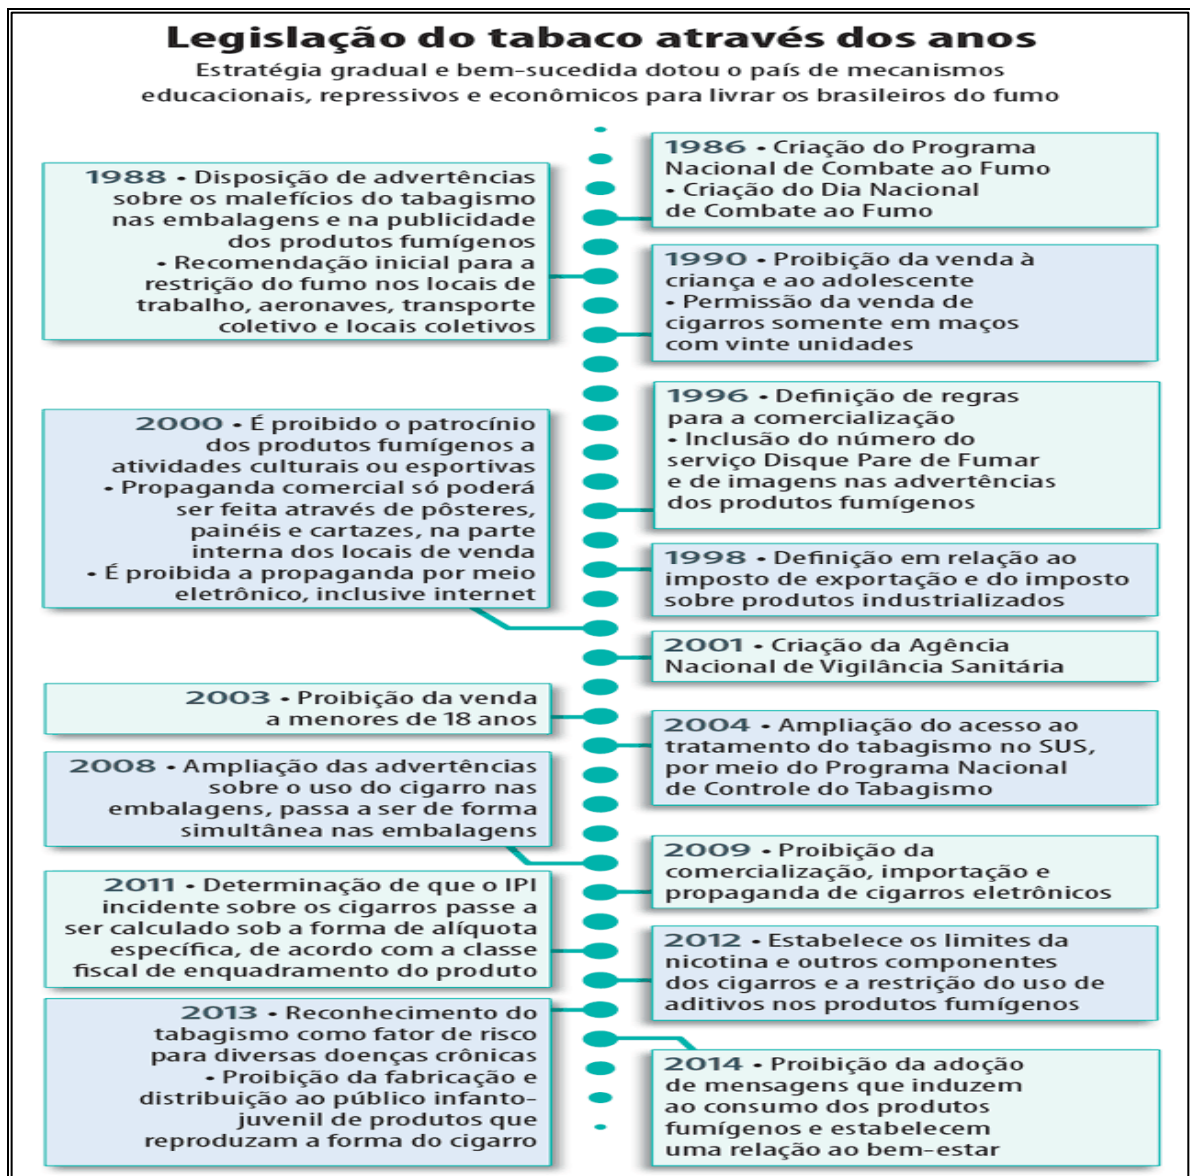 Legislação do tabaco através dos anos
Estratégia gradual e bem-sucedida dotou o país de mecanismos
educacionais, repressivos e econômicos para livrar os brasileiros do fumo
1986 • Criação do Programa
Nacional de Combate ao Fumo
• Criação do Dia Nacional
de Combate ao Fumo
1988 • Disposição de advertências
sobre os malefícios do tabagismo
nas embalagens e na publicidade
dos produtos fumígenos
• Recomendação inicial para a
restrição do fumo nos locais de
trabalho, aeronaves, transporte
coletivo e locais coletivos
1990 • Proibição da venda à
criança e ao adolescente
• Permissão da venda de
cigarros somente em maços
com vinte unidades
1996 • Definição de regras
para a comercialização
• Inclusão do número do
serviço Disque Pare de Fumar
e de imagens nas advertências
dos produtos fumígenos
1998 • Definição em relação ao
imposto de exportação e do imposto
sobre produtos industrializados
2000 • É proibido o patrocínio
dos produtos fumígenos a
atividades culturais ou esportivas
• Propaganda comercial só poderá
ser feita através de pôsteres,
painéis e cartazes, na parte
interna dos locais de venda
• É proibida a propaganda por meio
eletrônico, inclusive internet
2001 • Criação da Agência
Nacional de Vigilância Sanitária
2003 • Proibição da venda
a menores de 18 anos
2004 • Ampliação do acesso ao
tratamento do tabagismo no SUS,
por meio do Programa Nacional
de Controle do Tabagismo
2008 • Ampliação das advertências
sobre o uso do cigarro nas
embalagens, passa a ser de forma
simultânea nas embalagens
2009 • Proibição da
comercialização, importação e
propaganda de cigarros eletrônicos
2011 • Determinação de que o IPI
incidente sobre os cigarros passe a
ser calculado sob a forma de alíquota
específica, de acordo com a classe
fiscal de enquadramento do produto
2012 • Estabelece os limites da
nicotina e outros componentes
dos cigarros e a restrição do uso de
aditivos nos produtos fumígenos
2013 • Reconhecimento do
tabagismo como fator de risco
para diversas doenças crônicas
• Proibição da fabricação e
distribuição ao público infanto-
juvenil de produtos que
reproduzam a forma do cigarro
2014 • Proibição da adoção
de mensagens que induzem
ao consumo dos produtos
fumígenos e estabelecem
uma relação ao bem-estar